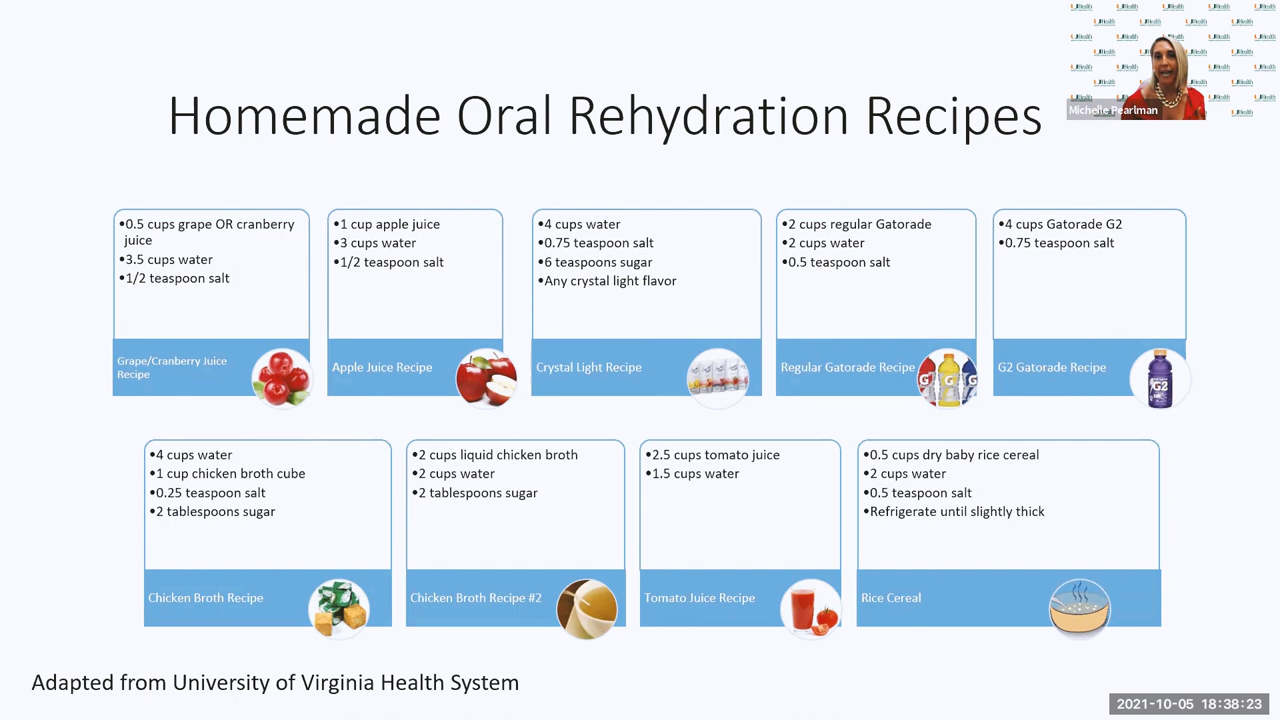 Homemade Oral Rehydration Recipes
Michelle Pearlman
•0.5 cups grape OR cranberry
juice
•3.5 cups water
•1/2 teaspoon salt
Grape/Cranberry Juice
Recipe
•1 cup apple juice
•3 cups water
•1/2 teaspoon salt
Apple Juice Recipe
•4 cups water
•0.75 teaspoon salt
•6 teaspoons sugar
•Any crystal light flavor
Crystal Light Recipe
•2 cups regular Gatorade
•2 cups water
•0.5 teaspoon salt
Regular Gatorade Recipe
•4 cups Gatorade G2
•0.75 teaspoon salt
G2 Gatorade Recipe
G2
•4 cups water
•1 cup chicken broth cube
•0.25 teaspoon salt
•2 tablespoons sugar
Chicken Broth Recipe
•2 cups liquid chicken broth
•2 cups water
•2 tablespoons sugar
Chicken Broth Recipe #2
•2.5 cups tomato juice
•1.5 cups water
Tomato Juice Recipe
•0.5 cups dry baby rice cereal
•2 cups water
•0.5 teaspoon salt
•Refrigerate until slightly thick
Rice Cereal
Adapted from University of Virginia Health System
2021-10-05 18:38:23